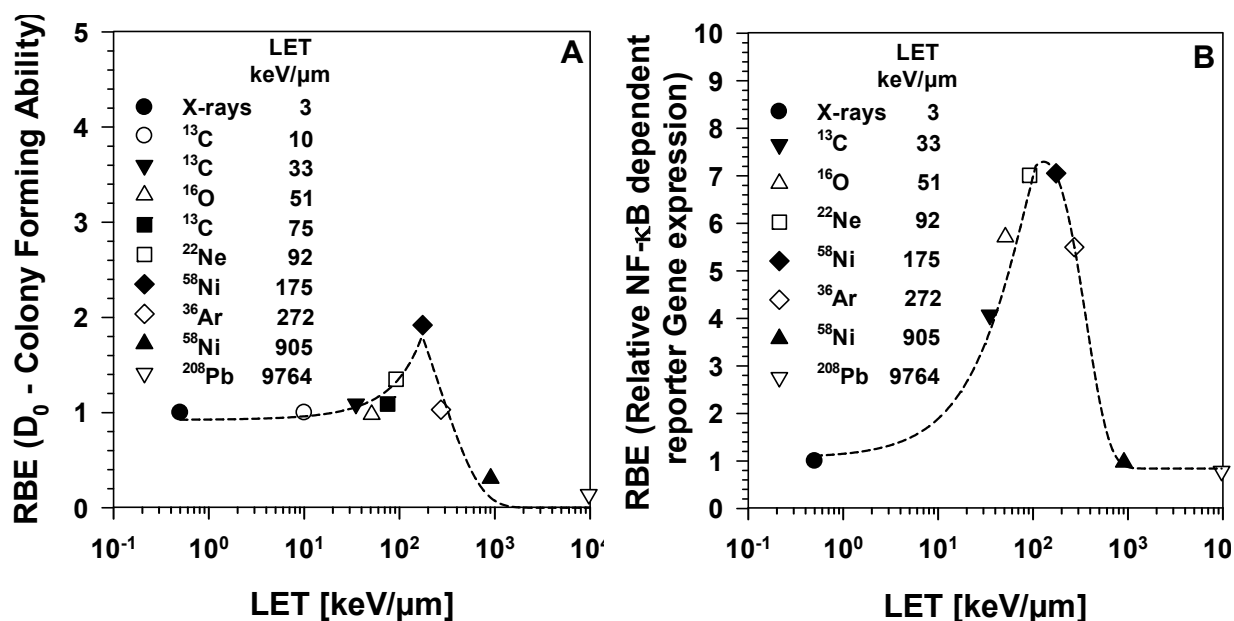 A
RBE (D0 - Colony Forming Ability)
5
4
3
2
1
0
LET
keV/µm
X-rays 3
13C 10
13C 33
16O 51
13C 75
22Ne 92
58Ni 175
36Ar 272
58Ni 905
208Pb 9764
10-1 100 101 102 103 104
LET [keV/µm]
B
RBE (Relative NF-κB dependent
reporter Gene expression)
10
9
8
7
6
5
4
3
2
1
0
LET
keV/µm
X-rays 3
13C 33
16O 51
22Ne 92
58Ni 175
36Ar 272
58Ni 905
208Pb 9764
10-1 100 101 102 103 10
LET [keV/µm]